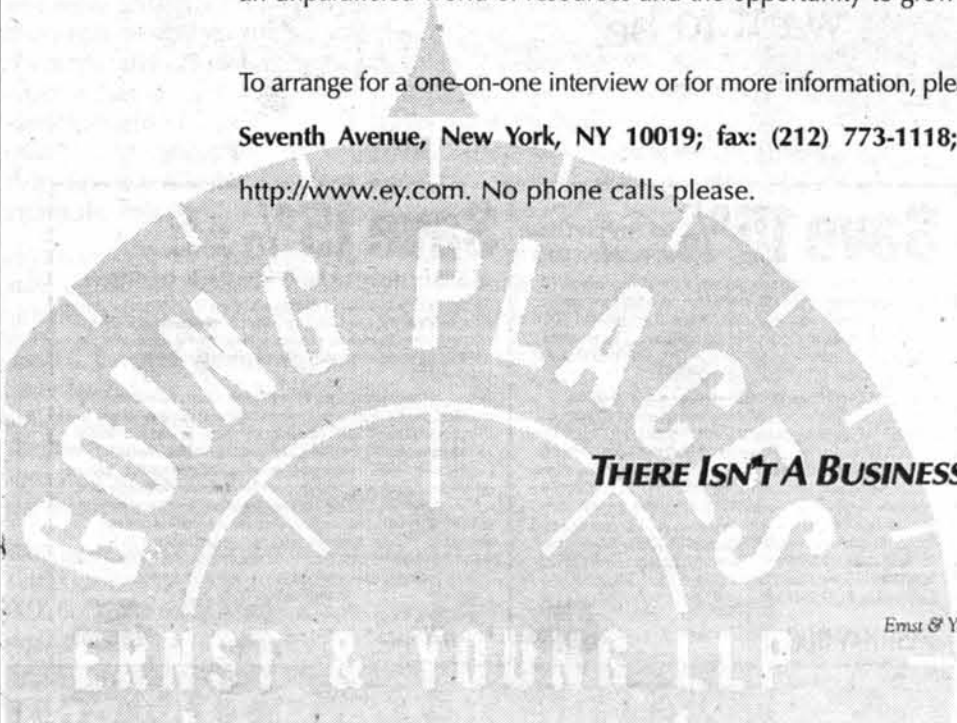 an unparalleled world of resources and the opportunity to grow
To arrange for a one-on-one interview or for more information, ple
Seventh Avenue, New York, NY 10019; fax: (212) 773-1118;
http://www.ey.com. No phone calls please.
GOING PLACES
THERE ISN'T A BUSINESS
Ernst & Y
ERNST & YOUNG LLP